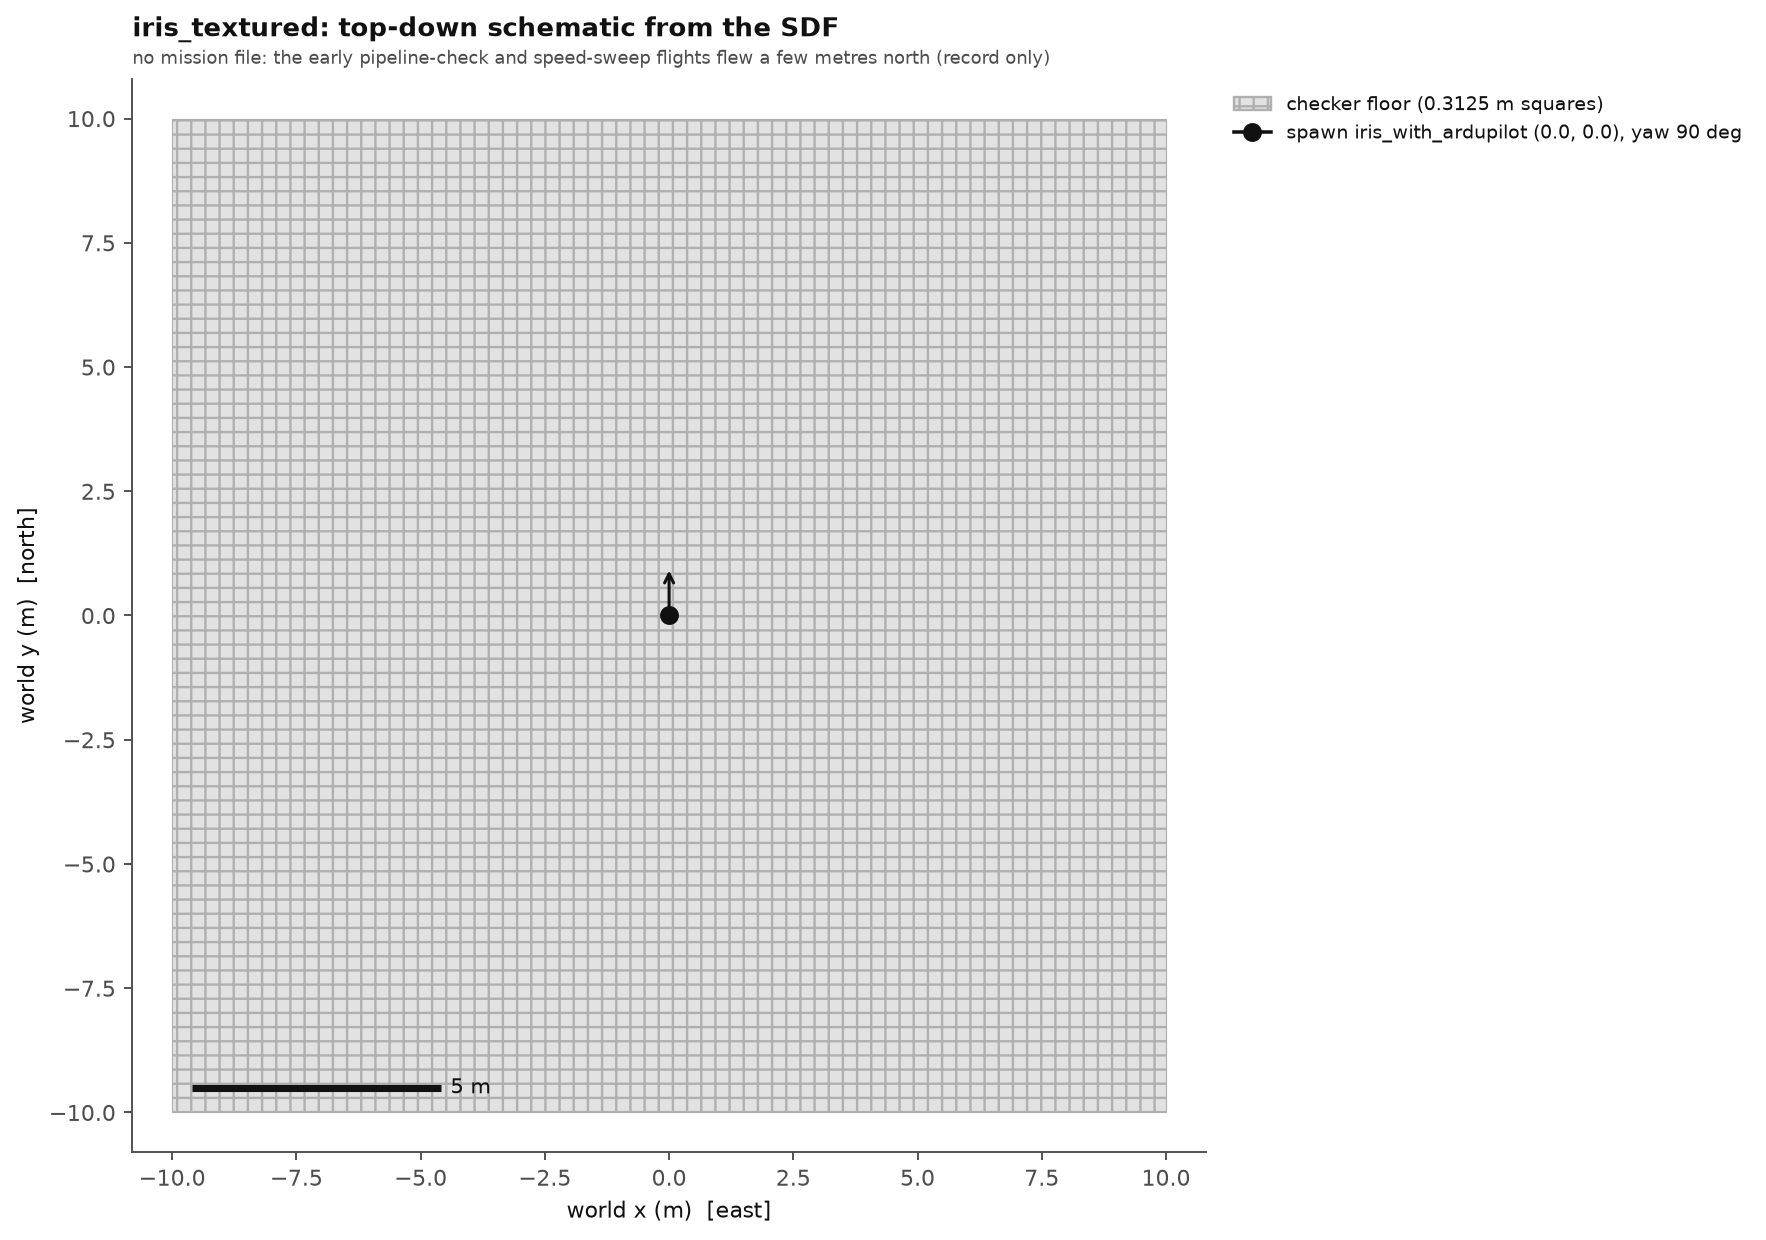 iris_textured: top-down schematic from the SDF
no mission file: the early pipeline-check and speed-sweep flights flew a few metres north (record only)
checker floor (0.3125 m squares)
spawn iris_with_ardupilot (0.0, 0.0), yaw 90 deg
10.0
7.5
5.0
2.5
0.0
−2.5
−5.0
−7.5
−10.0
world y (m)  [north]
5 m
−10.0
−7.5
−5.0
−2.5
0.0
2.5
5.0
7.5
10.0
world x (m)  [east]